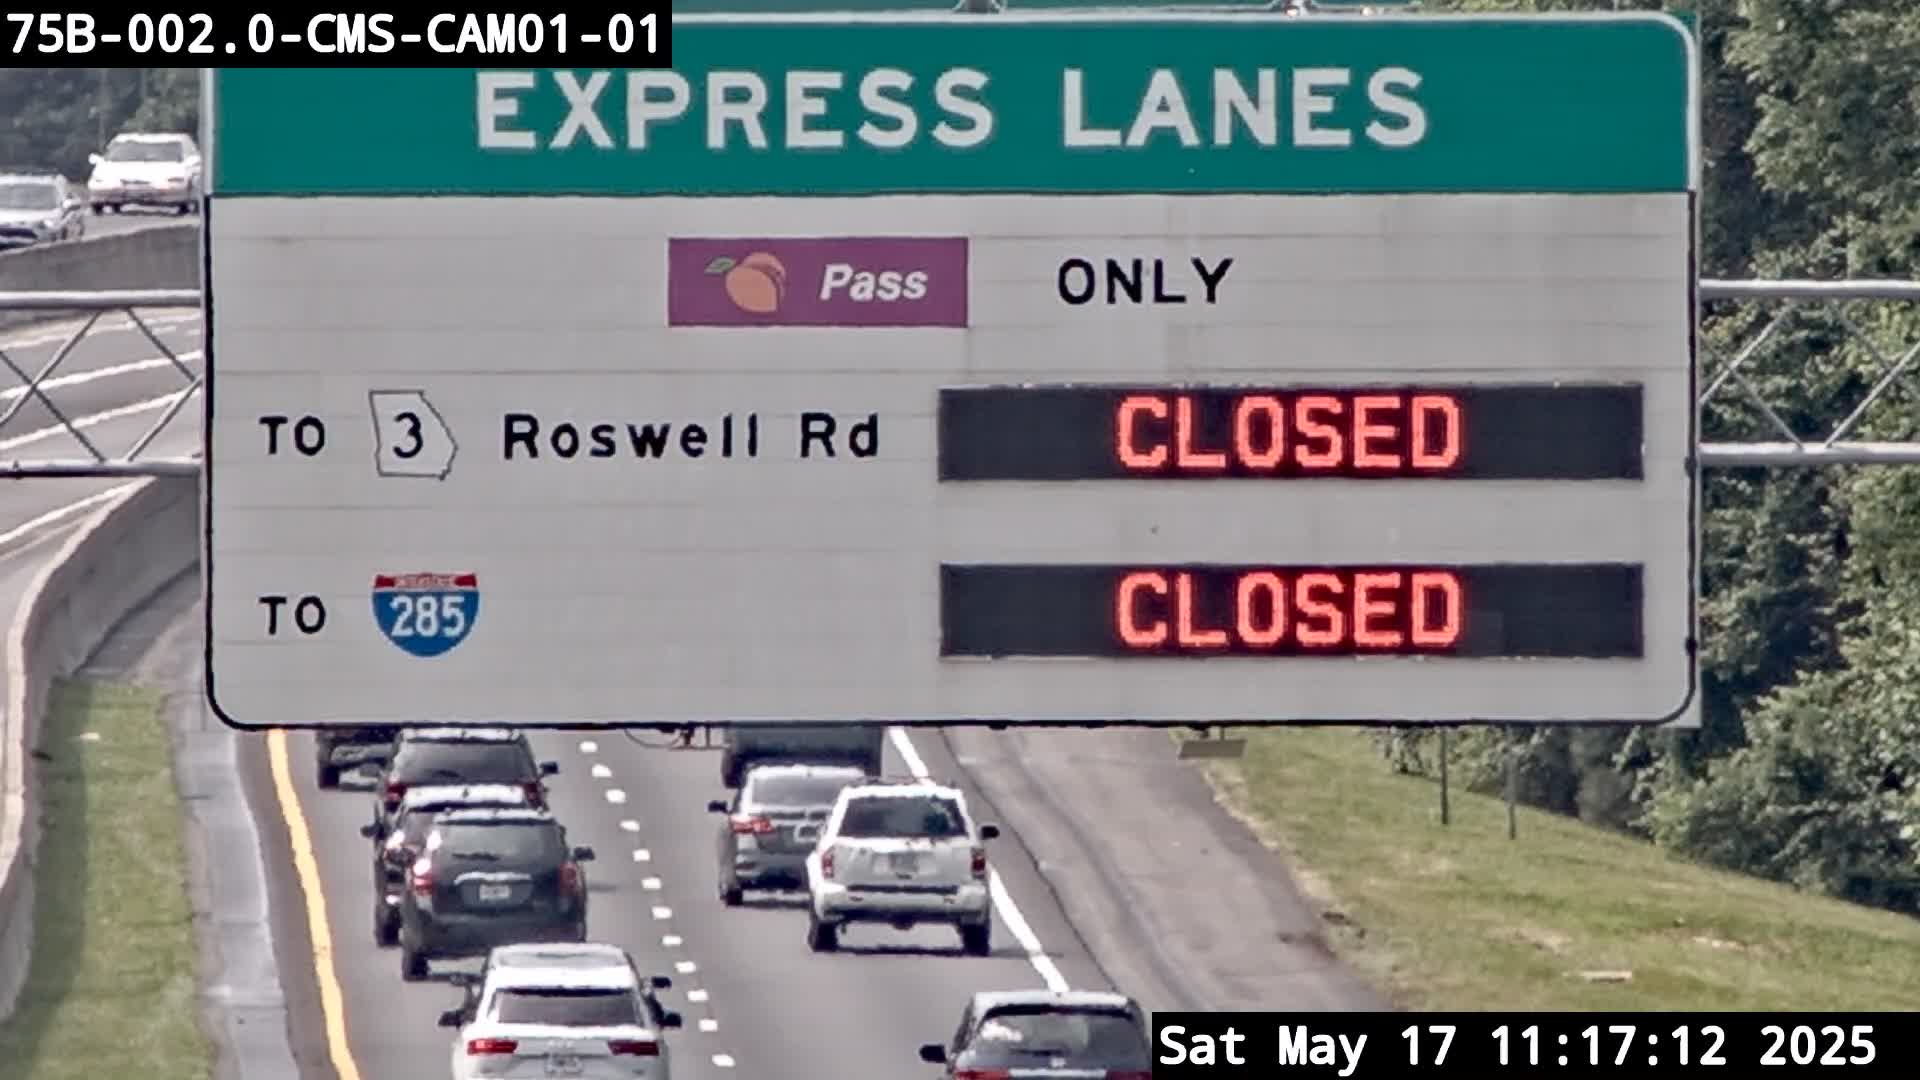 75B-002.0-CMS-CAM01-01
EXPRESS LANES
Pass ONLY
TO 3 Roswell Rd CLOSED
TO INTERSTATE 285 CLOSED
Sat May 17 11:17:12 2025